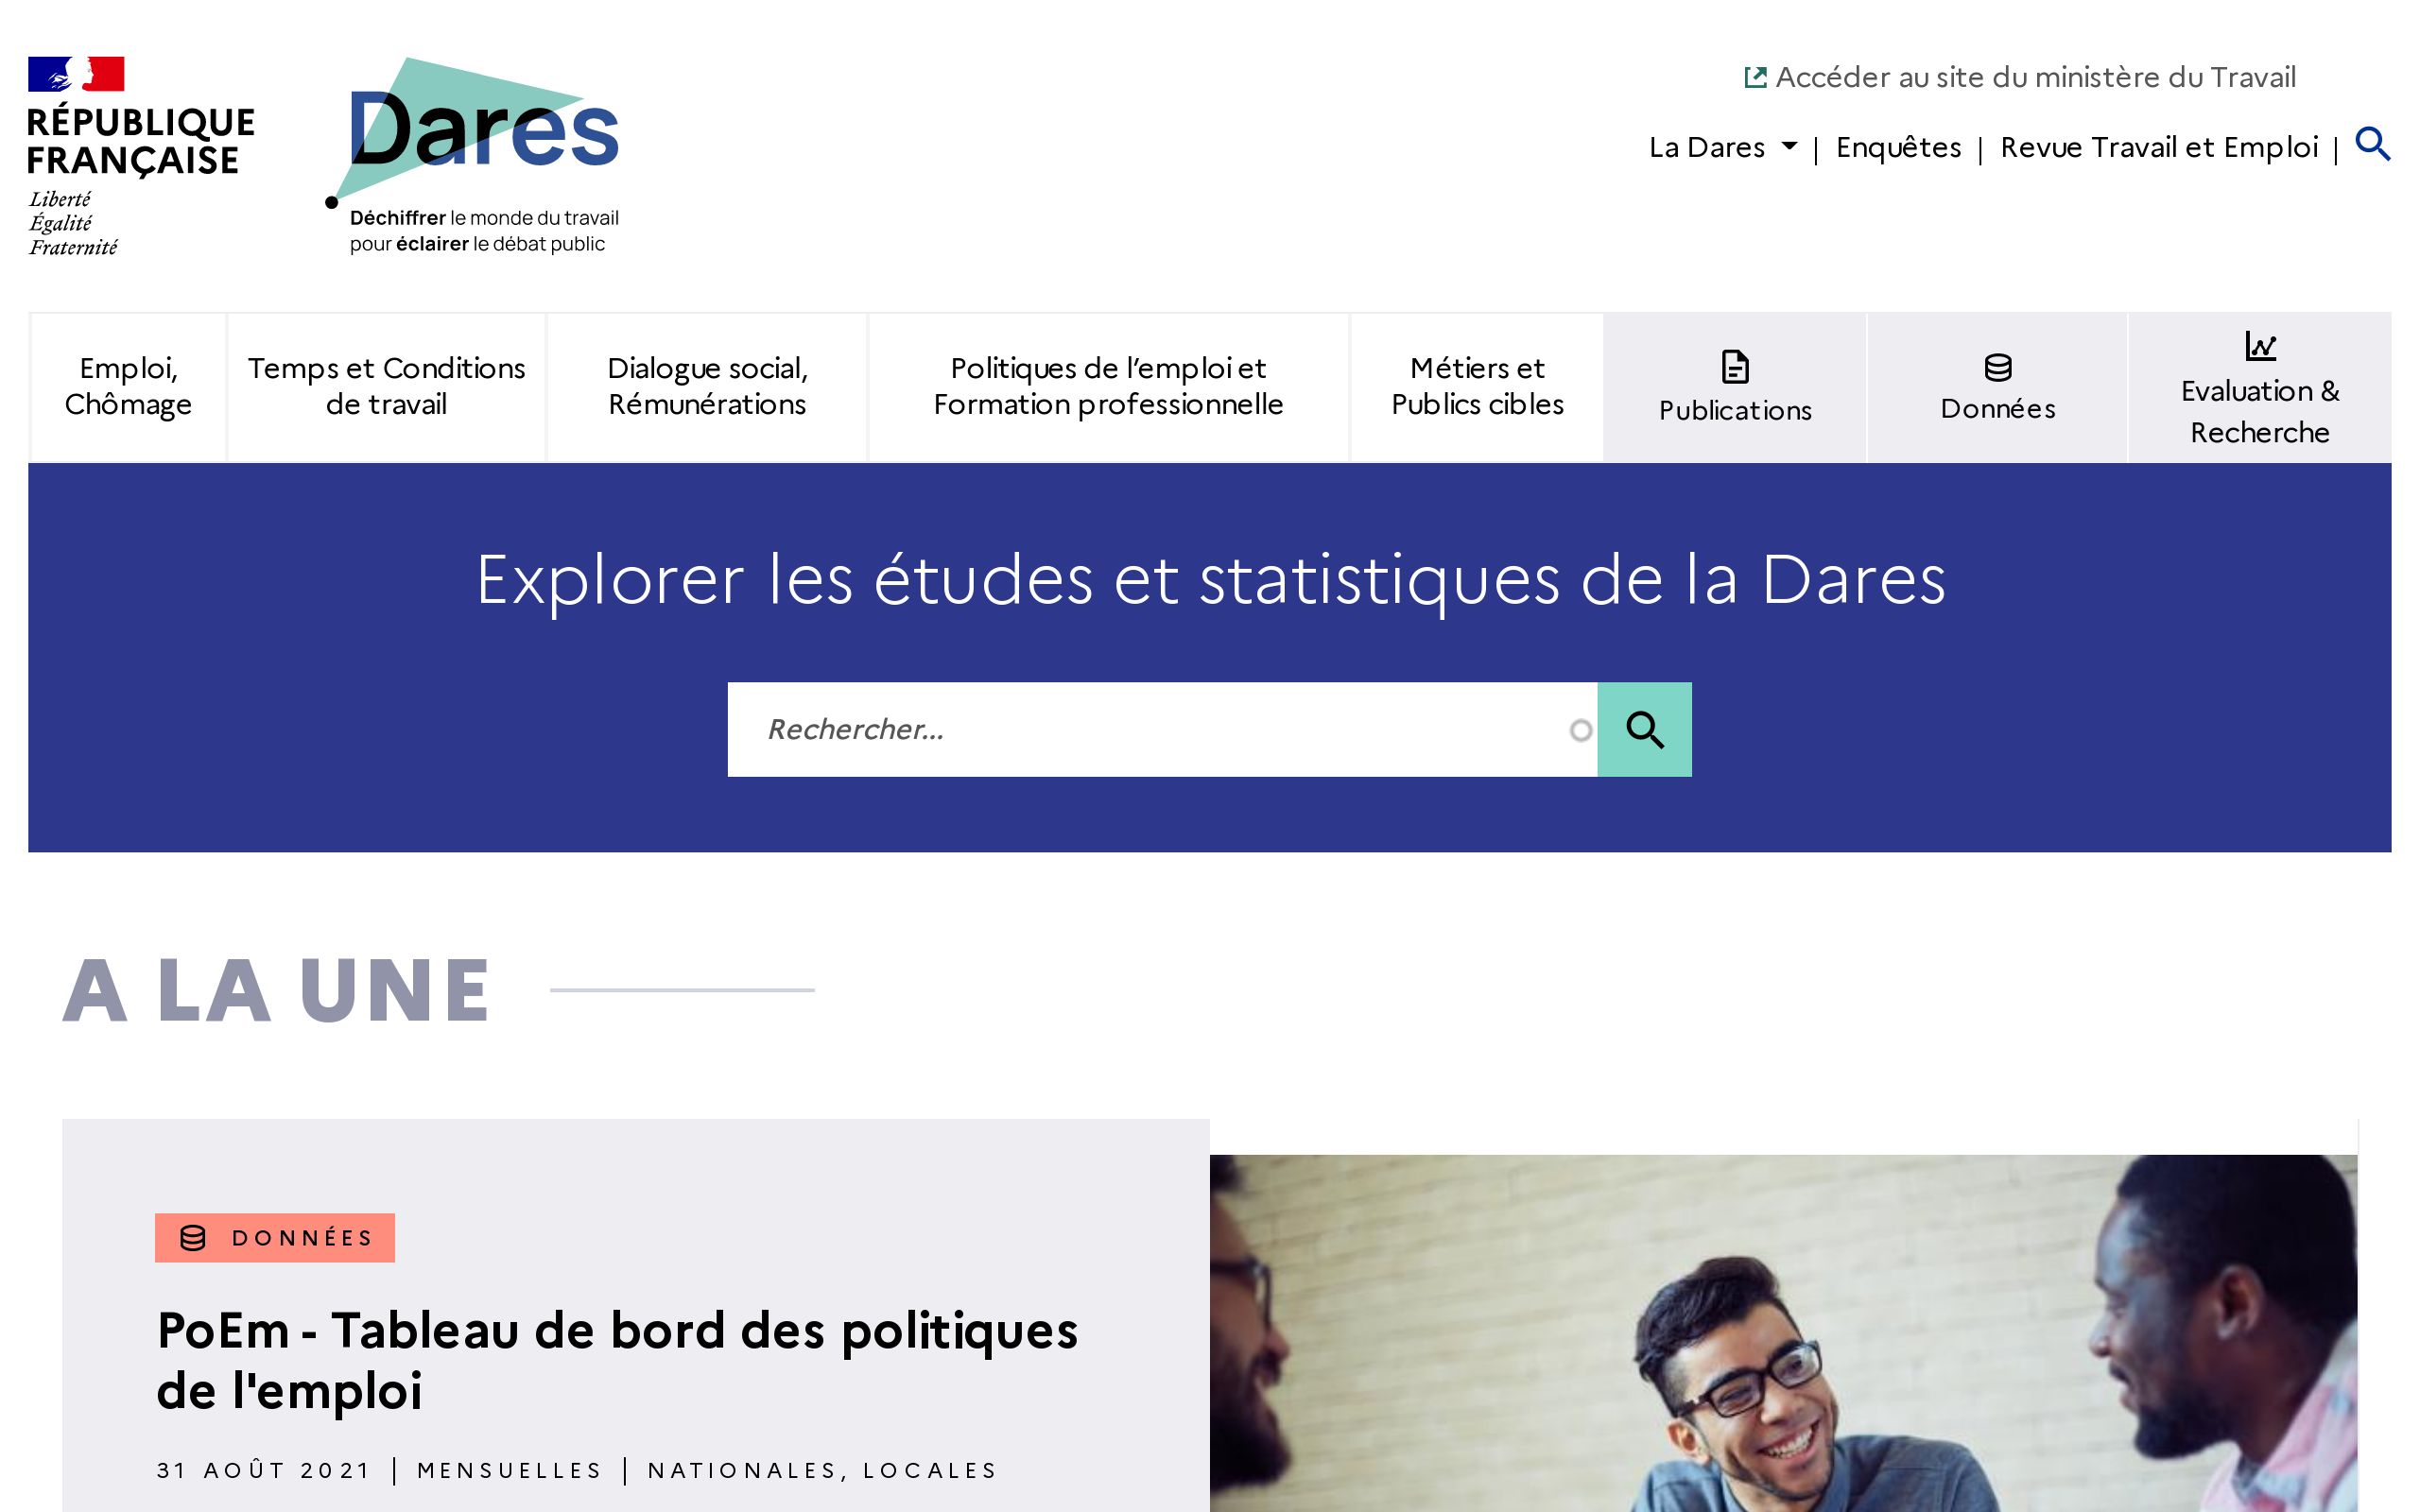 RÉPUBLIQUE
FRANÇAISE
Liberté
Égalité
Fraternité
Dares
Déchiffrer le monde du travail
pour éclairer le débat public
Accéder au site du ministère du Travail
La Dares | Enquêtes | Revue Travail et Emploi |
Emploi,
Chômage
Temps et Conditions
de travail
Dialogue social,
Rémunérations
Politiques de l’emploi et
Formation professionnelle
Métiers et
Publics cibles
Publications
Données
Evaluation &
Recherche
Explorer les études et statistiques de la Dares
Rechercher...
A LA UNE
DONNÉES
PoEm - Tableau de bord des politiques
de l'emploi
31 AOÛT 2021 | MENSUELLES | NATIONALES, LOCALES